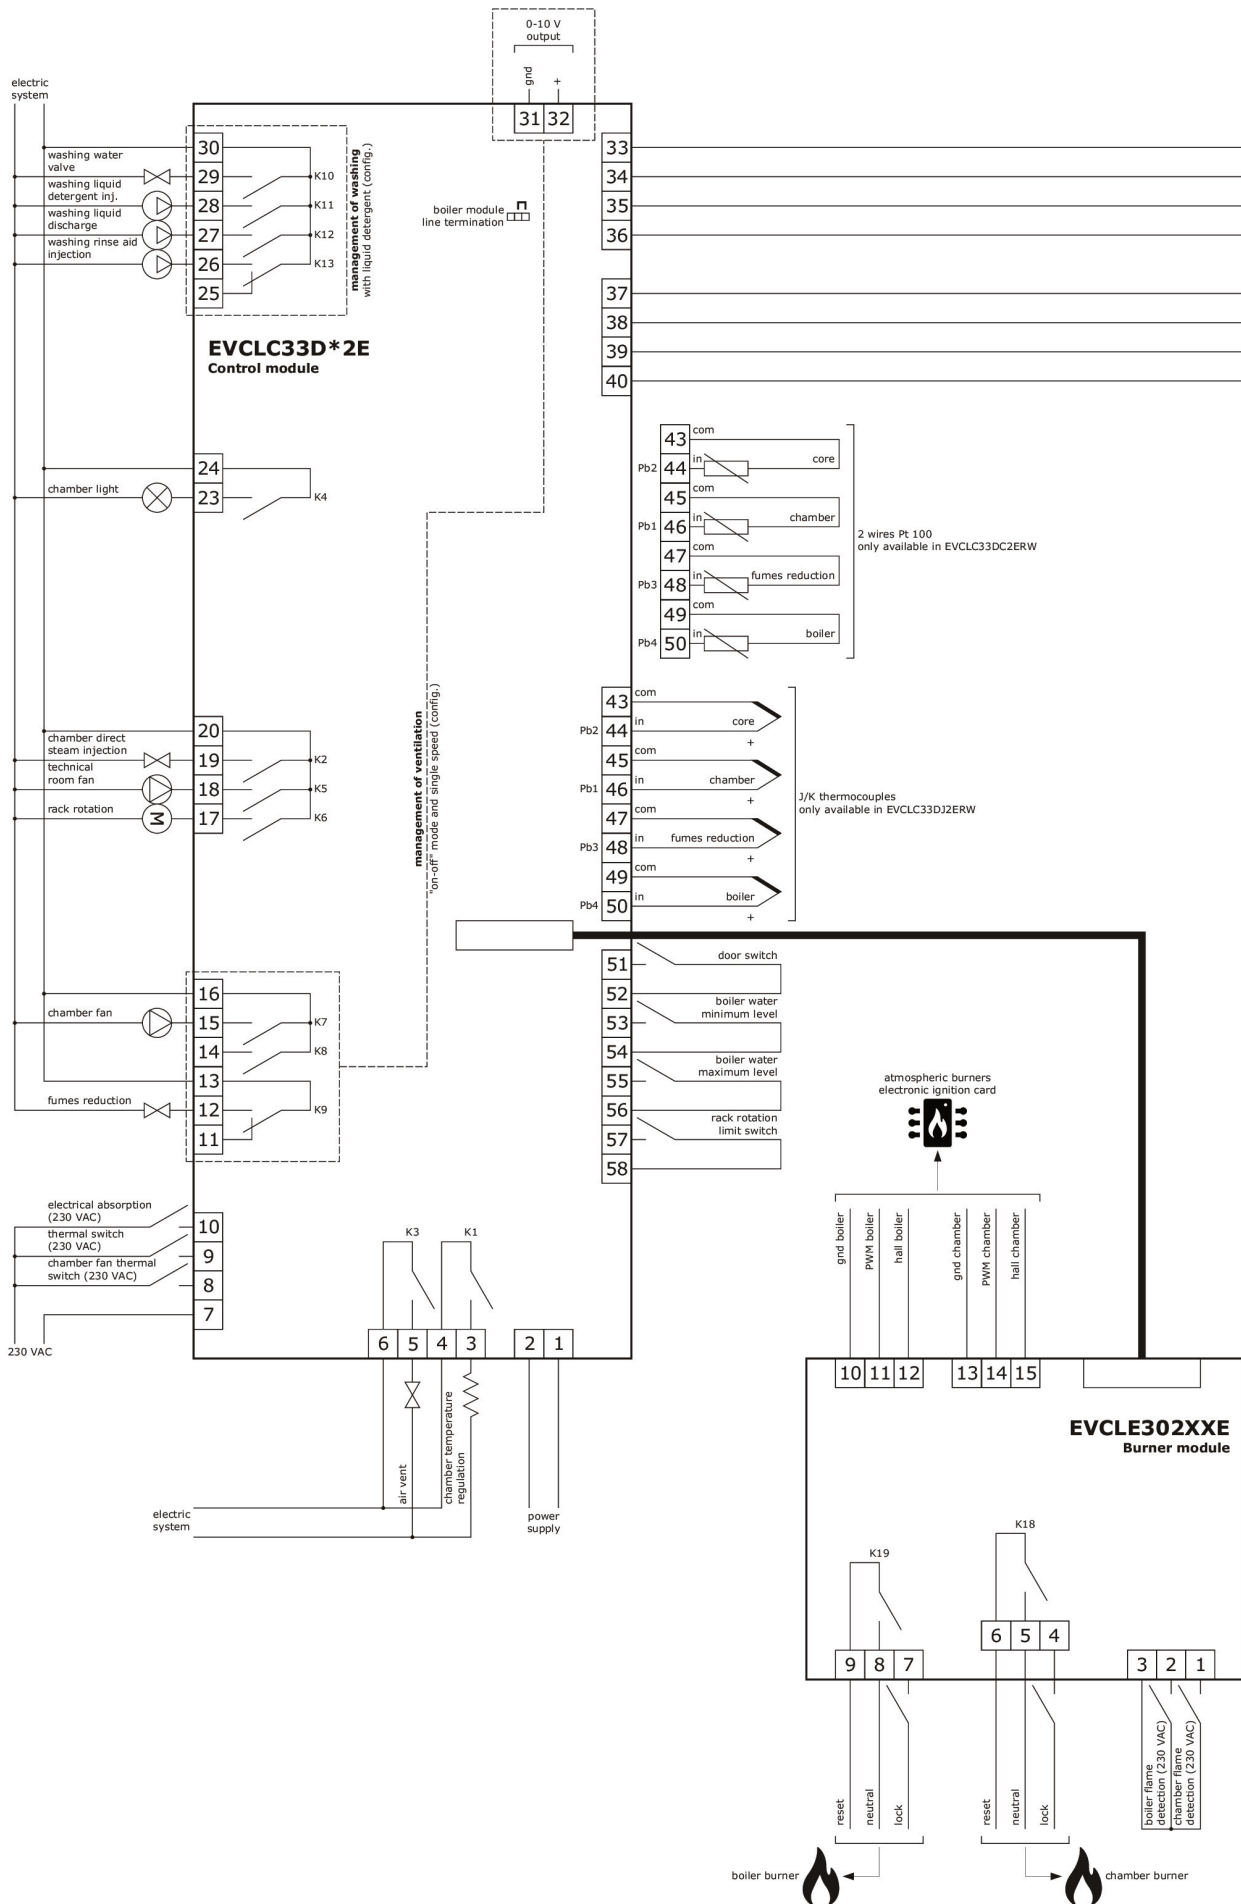 0-10 V
output
gnd
+
31 32
electric
system
30
29
28
27
26
25
washing water
valve
washing liquid
detergent inj.
washing liquid
discharge
washing rinse aid
injection
K10
K11
K12
K13
management of washing
with liquid detergent (config.)
boiler module
line termination
33
34
35
36
37
38
39
40
EVCLC33D*2E
Control module
24
23
chamber light
K4
43 com
Pb2 44 in core
45 com
Pb1 46 in chamber
47 com
Pb3 48 in fumes reduction
49 com
Pb4 50 in boiler
2 wires Pt 100
only available in EVCLC33DC2ERW
20
19
18
17
chamber direct
steam injection
technical
room fan
rack rotation
M
K2
K5
K6
management of ventilation
"on-off" mode and single speed (config.)
43 com
Pb2 44 in core
+
45 com
Pb1 46 in chamber
+
47 com
Pb3 48 in fumes reduction
+
49 com
Pb4 50 in boiler
+
J/K thermocouples
only available in EVCLC33DJ2ERW
16
15
14
13
12
11
chamber fan
fumes reduction
K7
K8
K9
51
52
53
54
55
56
57
58
door switch
boiler water
minimum level
boiler water
maximum level
rack rotation
limit switch
atmospheric burners
electronic ignition card
electrical absorption
(230 VAC)
thermal switch
(230 VAC)
chamber fan thermal
switch (230 VAC)
10
9
8
7
230 VAC
K3
K1
6 5 4 3
2 1
air vent
chamber temperature
regulation
electric
system
power
supply
gnd boiler
PWM boiler
hall boiler
gnd chamber
PWM chamber
hall chamber
10 11 12
13 14 15
EVCLE302XXE
Burner module
K19
K18
9 8 7
6 5 4
3 2 1
reset
neutral
lock
reset
neutral
lock
boiler flame
detection (230 VAC)
chamber flame
detection (230 VAC)
boiler burner
chamber burner